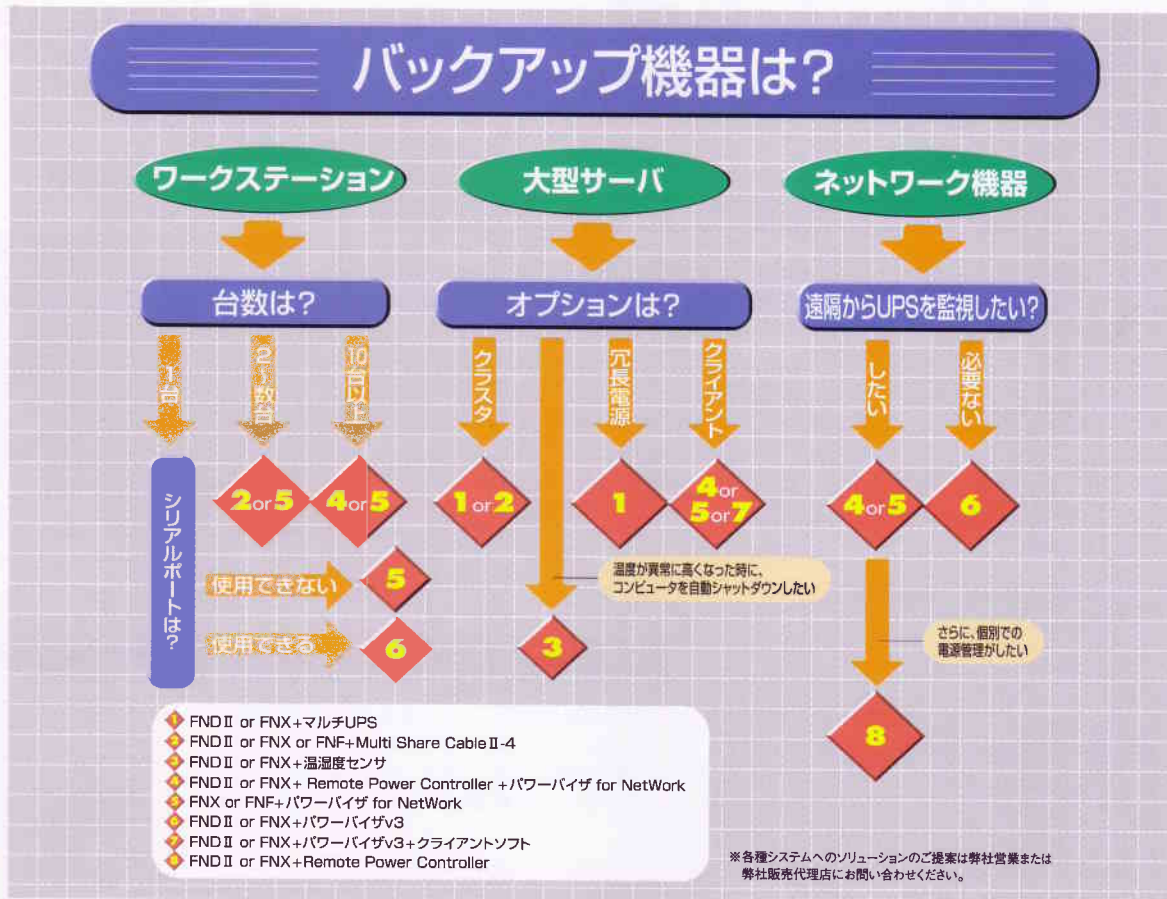 バックアップ機器は?
ワークステーション
大型サーバ
ネットワーク機器
台数は?
オプションは?
遠隔からUPSを監視したい?
1台
2~数台
10台以上
クラスタ
冗長電源
クライアント
したい
必要ない
シリアルポートは?
2or5
4or5
1or2
1
4or
5or7
4or5
6
使用できない
5
使用できる
6
温度が異常に高くなった時に、
コンピュータを自動シャットダウンしたい
3
さらに、個別での
電源管理がしたい
8
1 FNDⅡ or FNX+マルチUPS
2 FNDⅡ or FNX or FNF+Multi Share CableⅡ-4
3 FNDⅡ or FNX+温湿度センサ
4 FNDⅡ or FNX+ Remote Power Controller +パワーバイザ for NetWork
5 FNX or FNF+パワーバイザ for NetWork
6 FNDⅡ or FNX+パワーバイザv3
7 FNDⅡ or FNX+パワーバイザv3+クライアントソフト
8 FNDⅡ or FNX+Remote Power Controller
※各種システムへのソリューションのご提案は弊社営業または
弊社販売代理店にお問い合わせください。